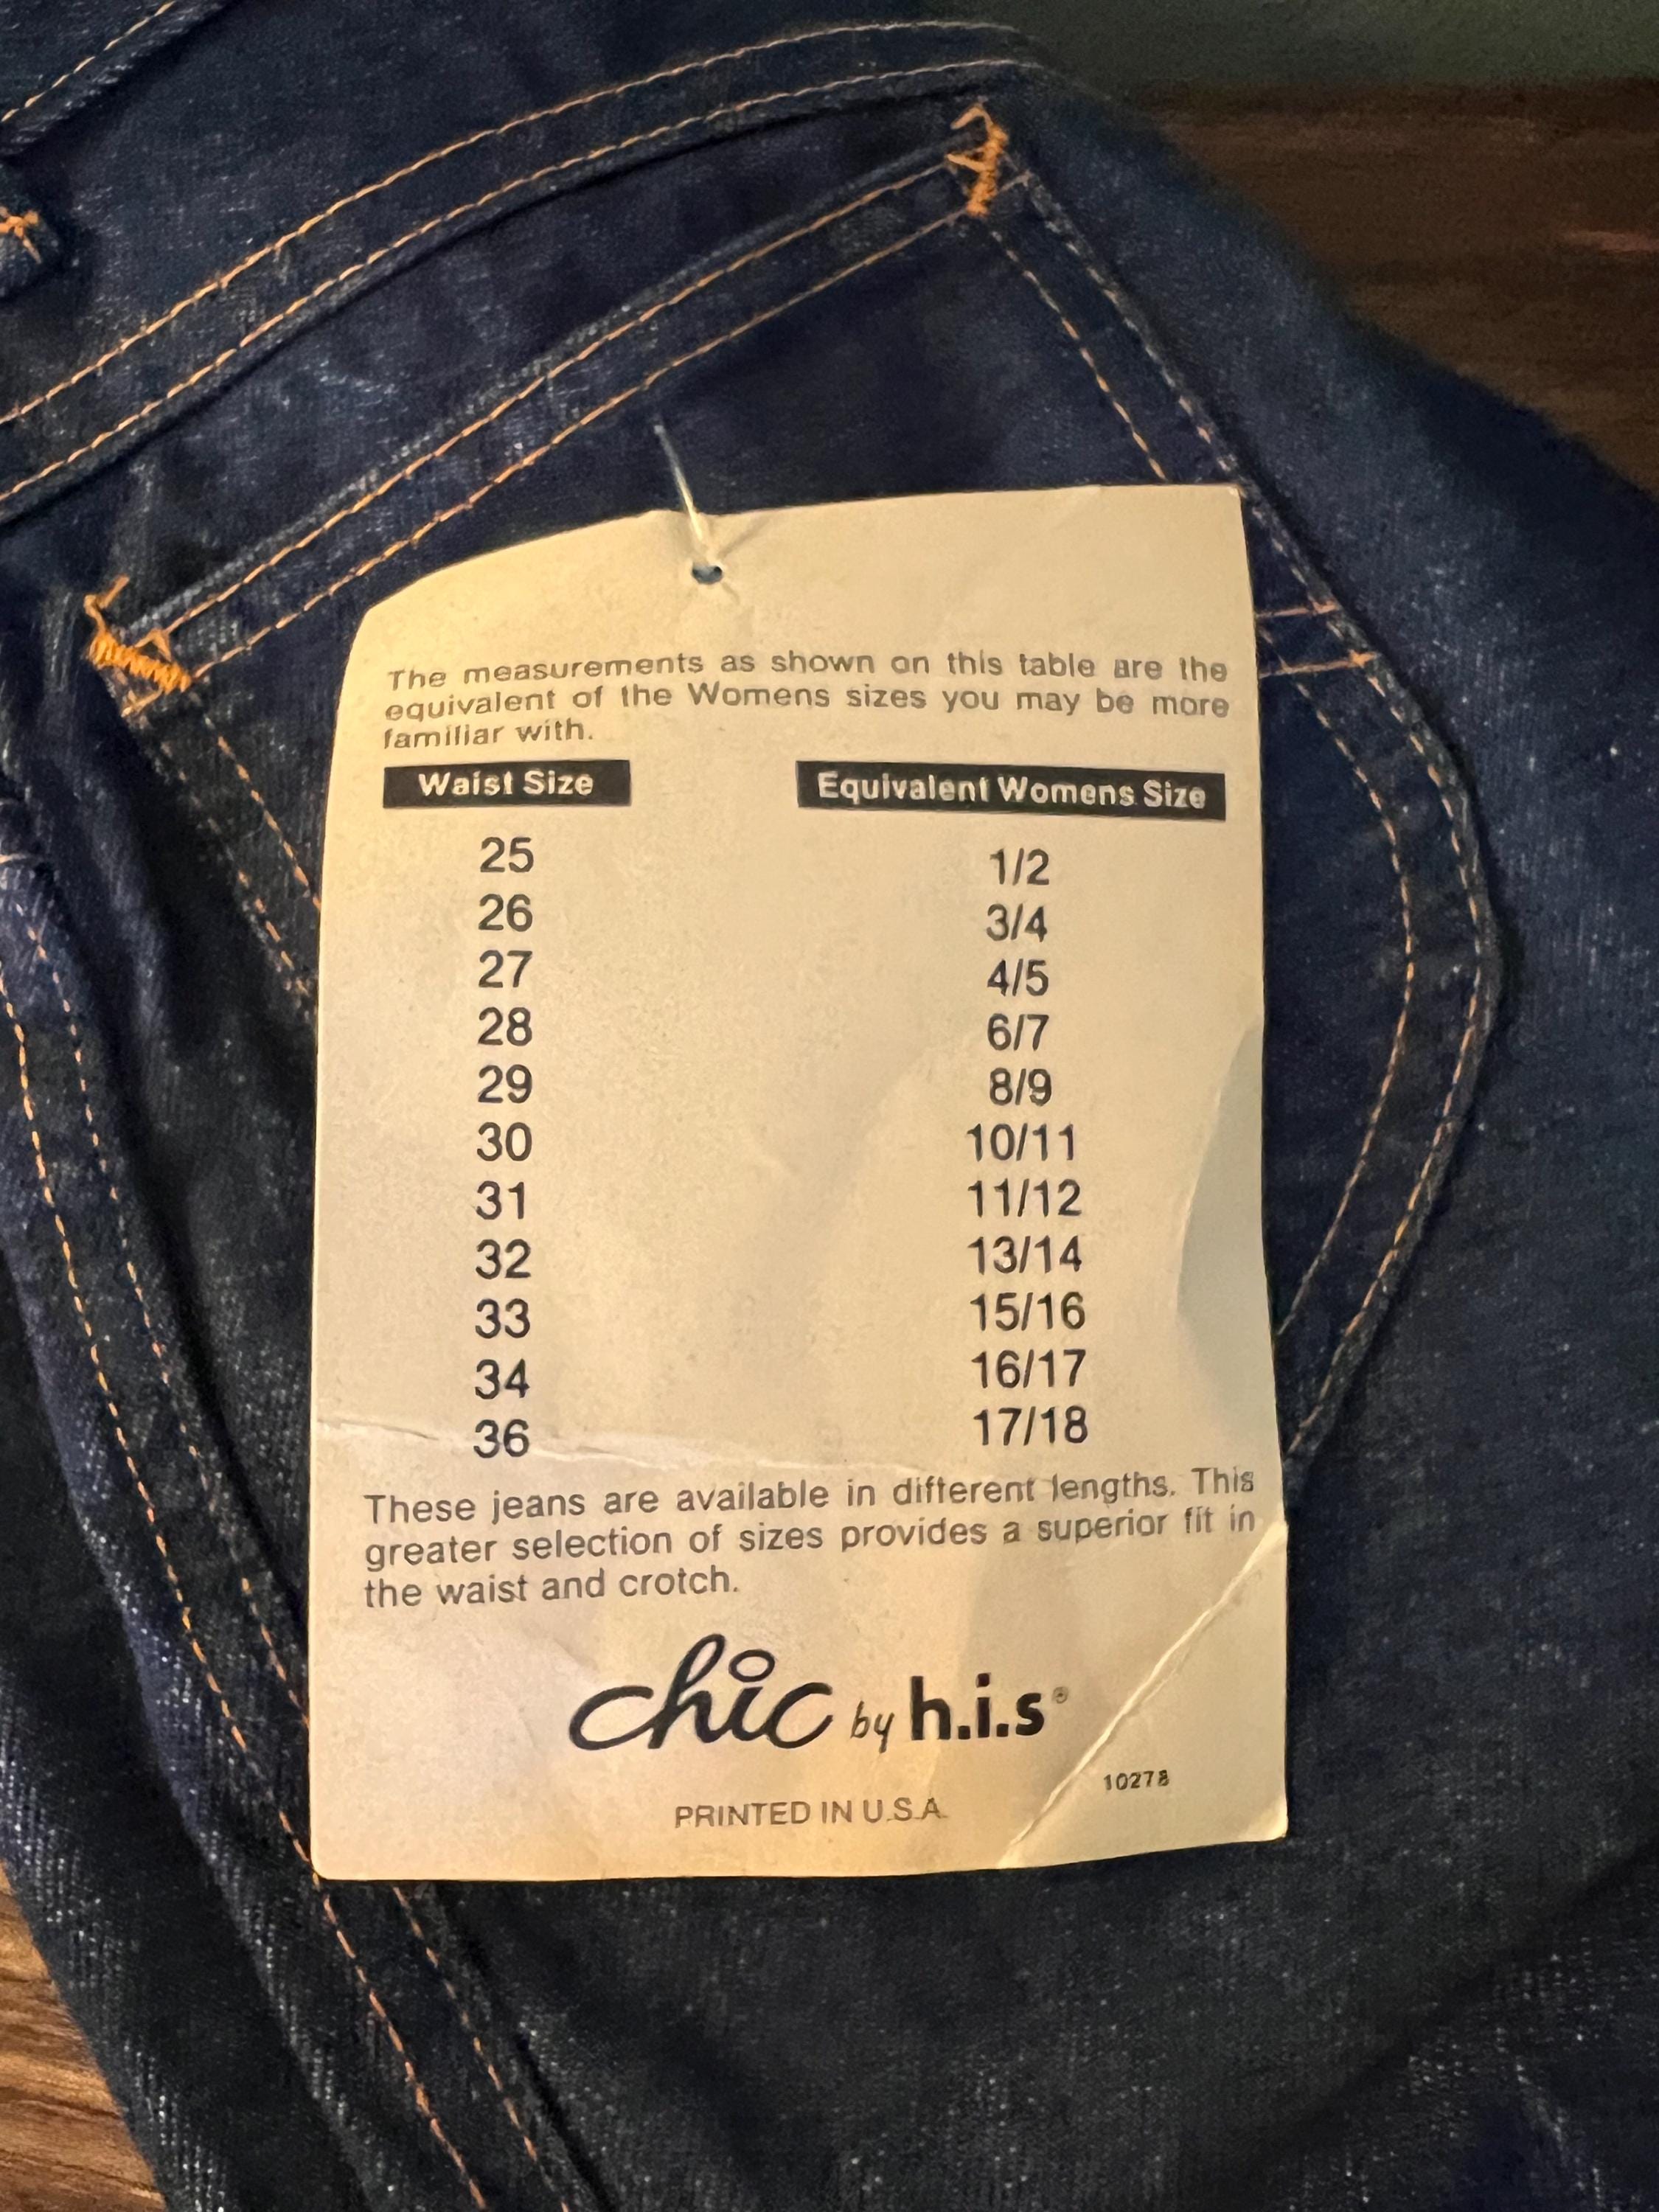 The measurements as shown on this table are the
equivalent of the Womens sizes you may be more
familiar with.
Waist Size Equivalent Womens Size
25 1/2
26 3/4
27 4/5
28 6/7
29 8/9
30 10/11
31 11/12
32 13/14
33 15/16
34 16/17
36 17/18
These jeans are available in different lengths. This
greater selection of sizes provides a superior fit in
the waist and crotch.
chic by h.i.s®
10278
PRINTED IN U.S.A.